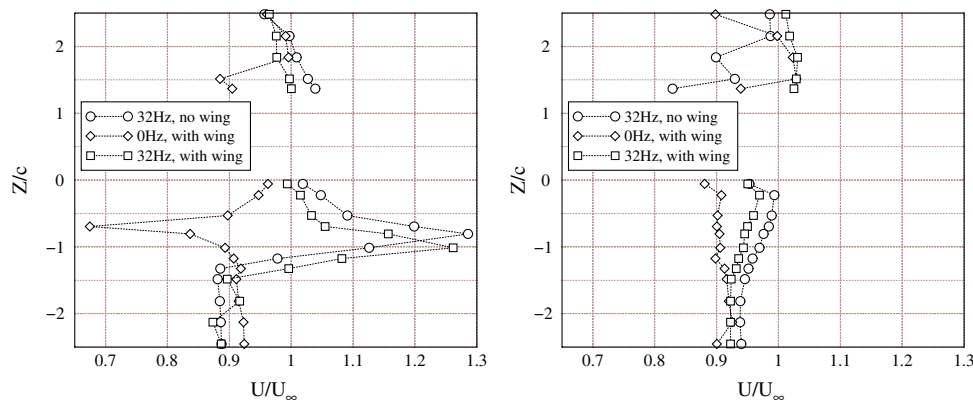 2
1
0
−1
−2
Z/c
32Hz, no wing
0Hz, with wing
32Hz, with wing
0.7 0.8 0.9 1 1.1 1.2 1.3
U/U∞
2
1
0
−1
−2
Z/c
32Hz, no wing
0Hz, with wing
32Hz, with wing
0.7 0.8 0.9 1 1.1 1.2 1.3
U/U∞